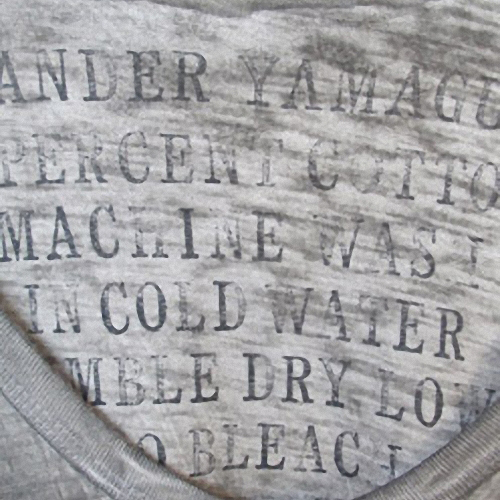 ANDER YAMAGU
PERCENT COTTO
MACHINE WAS
IN COLD WATER
MBLE DRY LOW
O BLEAC